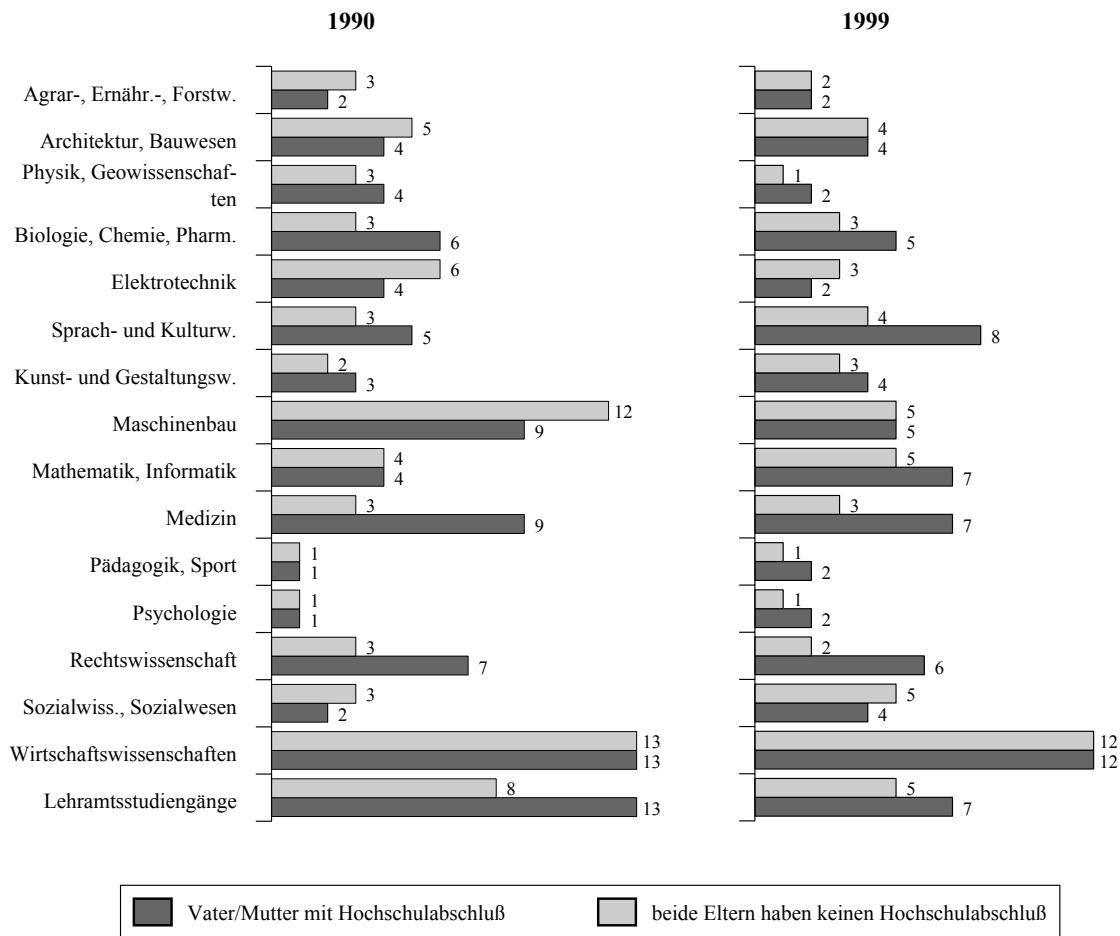 1990 1999
Agrar-, Ernähr.-, Forstw. 3 2 2 2
Architektur, Bauwesen 5 4 4 4
Physik, Geowissenschaf-
ten 3 4 1 2
Biologie, Chemie, Pharm. 3 6 3 5
Elektrotechnik 6 4 3 2
Sprach- und Kulturw. 3 5 4 8
Kunst- und Gestaltungsw. 2 3 3 4
Maschinenbau 12 9 5 5
Mathematik, Informatik 4 4 5 7
Medizin 3 9 3 7
Pädagogik, Sport 1 1 1 2
Psychologie 1 1 1 2
Rechtswissenschaft 3 7 2 6
Sozialwiss., Sozialwesen 3 2 5 4
Wirtschaftswissenschaften 13 13 12 12
Lehramtsstudiengänge 8 13 5 7
Vater/Mutter mit Hochschulabschluß beide Eltern haben keinen Hochschulabschluß